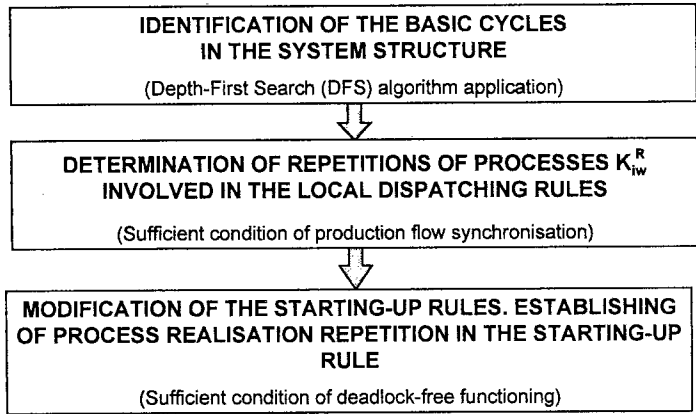 IDENTIFICATION OF THE BASIC CYCLES
IN THE SYSTEM STRUCTURE
(Depth-First Search (DFS) algorithm application)
DETERMINATION OF REPETITIONS OF PROCESSES K_{iw}^{R}
INVOLVED IN THE LOCAL DISPATCHING RULES
(Sufficient condition of production flow synchronisation)
MODIFICATION OF THE STARTING-UP RULES. ESTABLISHING
OF PROCESS REALISATION REPETITION IN THE STARTING-UP
RULE
(Sufficient condition of deadlock-free functioning)